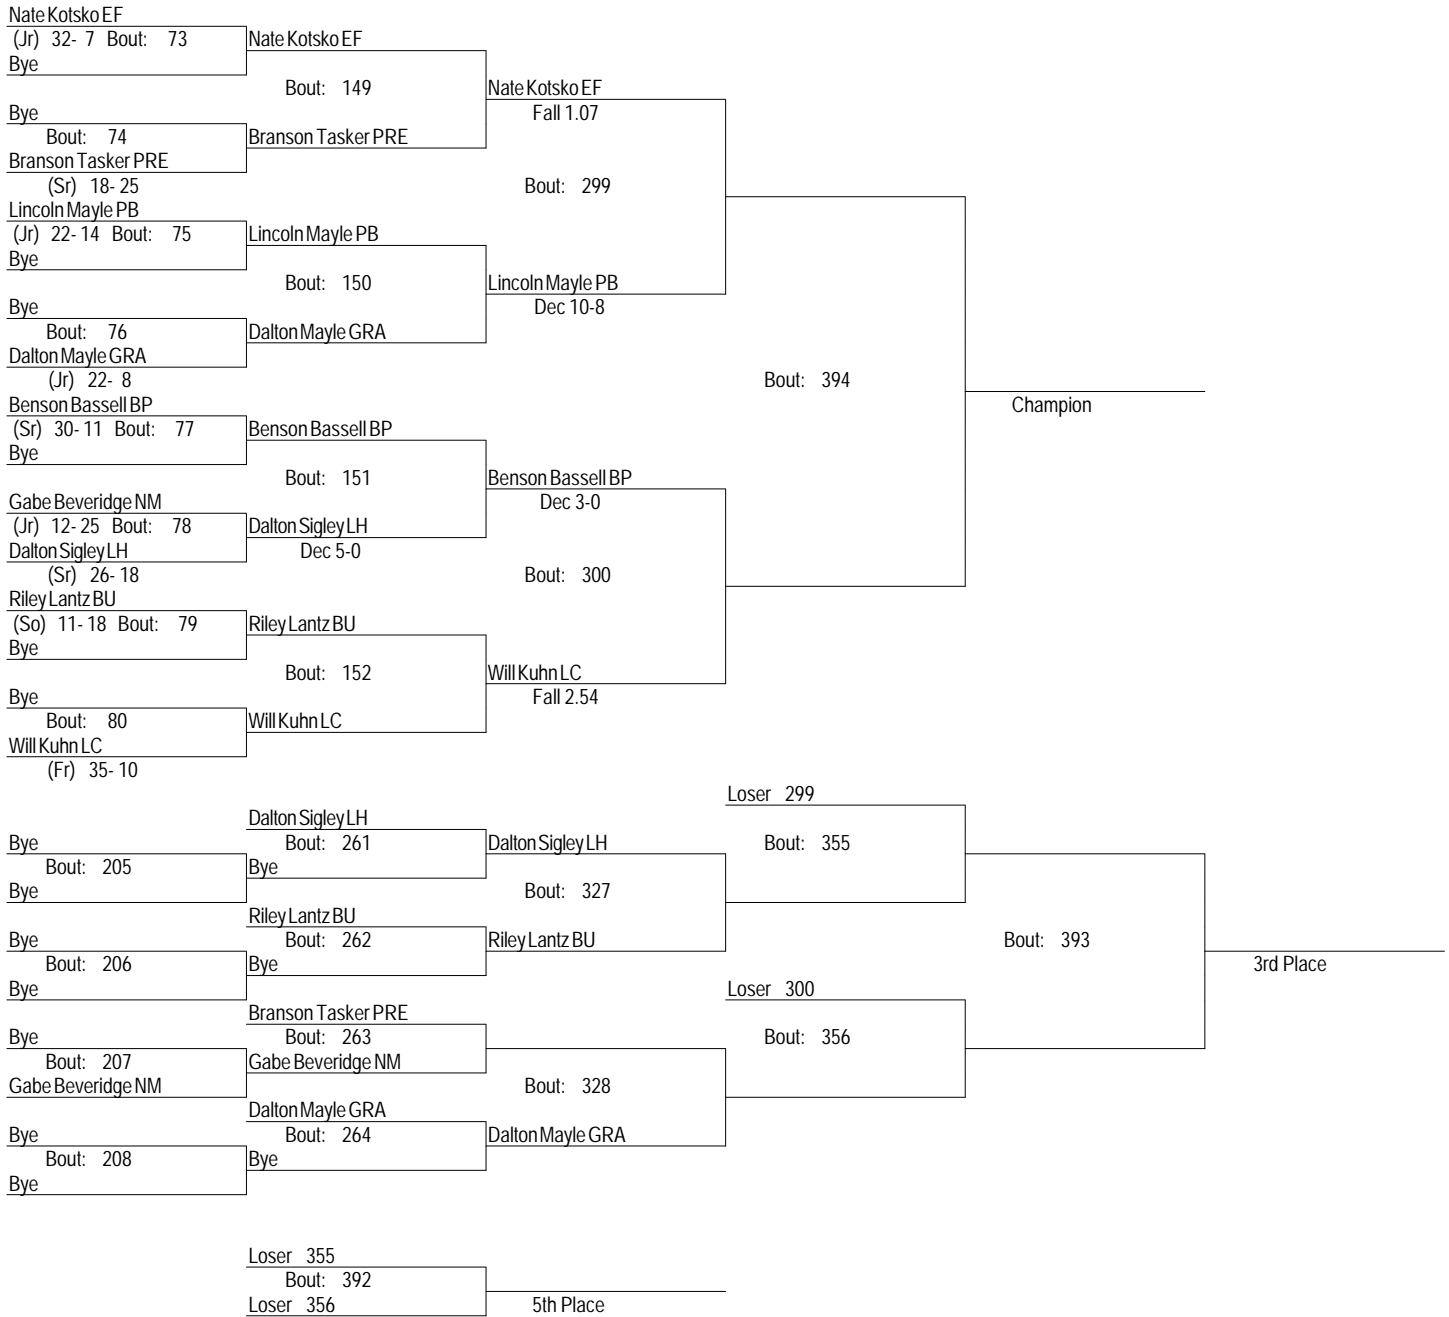 Nate Kotsko EF
(Jr) 32- 7 Bout: 73
Nate Kotsko EF
Bye
Bout: 149
Nate Kotsko EF
Bye
Fall 1.07
Bout: 74
Branson Tasker PRE
Branson Tasker PRE
(Sr) 18- 25
Bout: 299
Lincoln Mayle PB
(Jr) 22- 14 Bout: 75
Lincoln Mayle PB
Bye
Bout: 150
Lincoln Mayle PB
Bye
Dec 10-8
Bout: 76
Dalton Mayle GRA
Dalton Mayle GRA
(Jr) 22- 8
Bout: 394
Benson Bassell BP
Champion
(Sr) 30- 11 Bout: 77
Benson Bassell BP
Bye
Bout: 151
Benson Bassell BP
Gabe Beveridge NM
Dec 3-0
(Jr) 12- 25 Bout: 78
Dalton Sigley LH
Dalton Sigley LH
Dec 5-0
(Sr) 26- 18
Bout: 300
Riley Lantz BU
(So) 11- 18 Bout: 79
Riley Lantz BU
Bye
Bout: 152
Will Kuhn LC
Bye
Fall 2.54
Bout: 80
Will Kuhn LC
Will Kuhn LC
(Fr) 35- 10
Loser 299
Dalton Sigley LH
Bye
Bout: 261
Dalton Sigley LH
Bout: 355
Bout: 205
Bye
Bye
Bout: 327
Riley Lantz BU
Bye
Bout: 262
Riley Lantz BU
Bout: 393
Bout: 206
Bye
3rd Place
Bye
Loser 300
Branson Tasker PRE
Bye
Bout: 263
Bout: 356
Bout: 207
Gabe Beveridge NM
Gabe Beveridge NM
Bout: 328
Dalton Mayle GRA
Bye
Bout: 264
Dalton Mayle GRA
Bout: 208
Bye
Bye
Loser 355
Bout: 392
Loser 356
5th Place